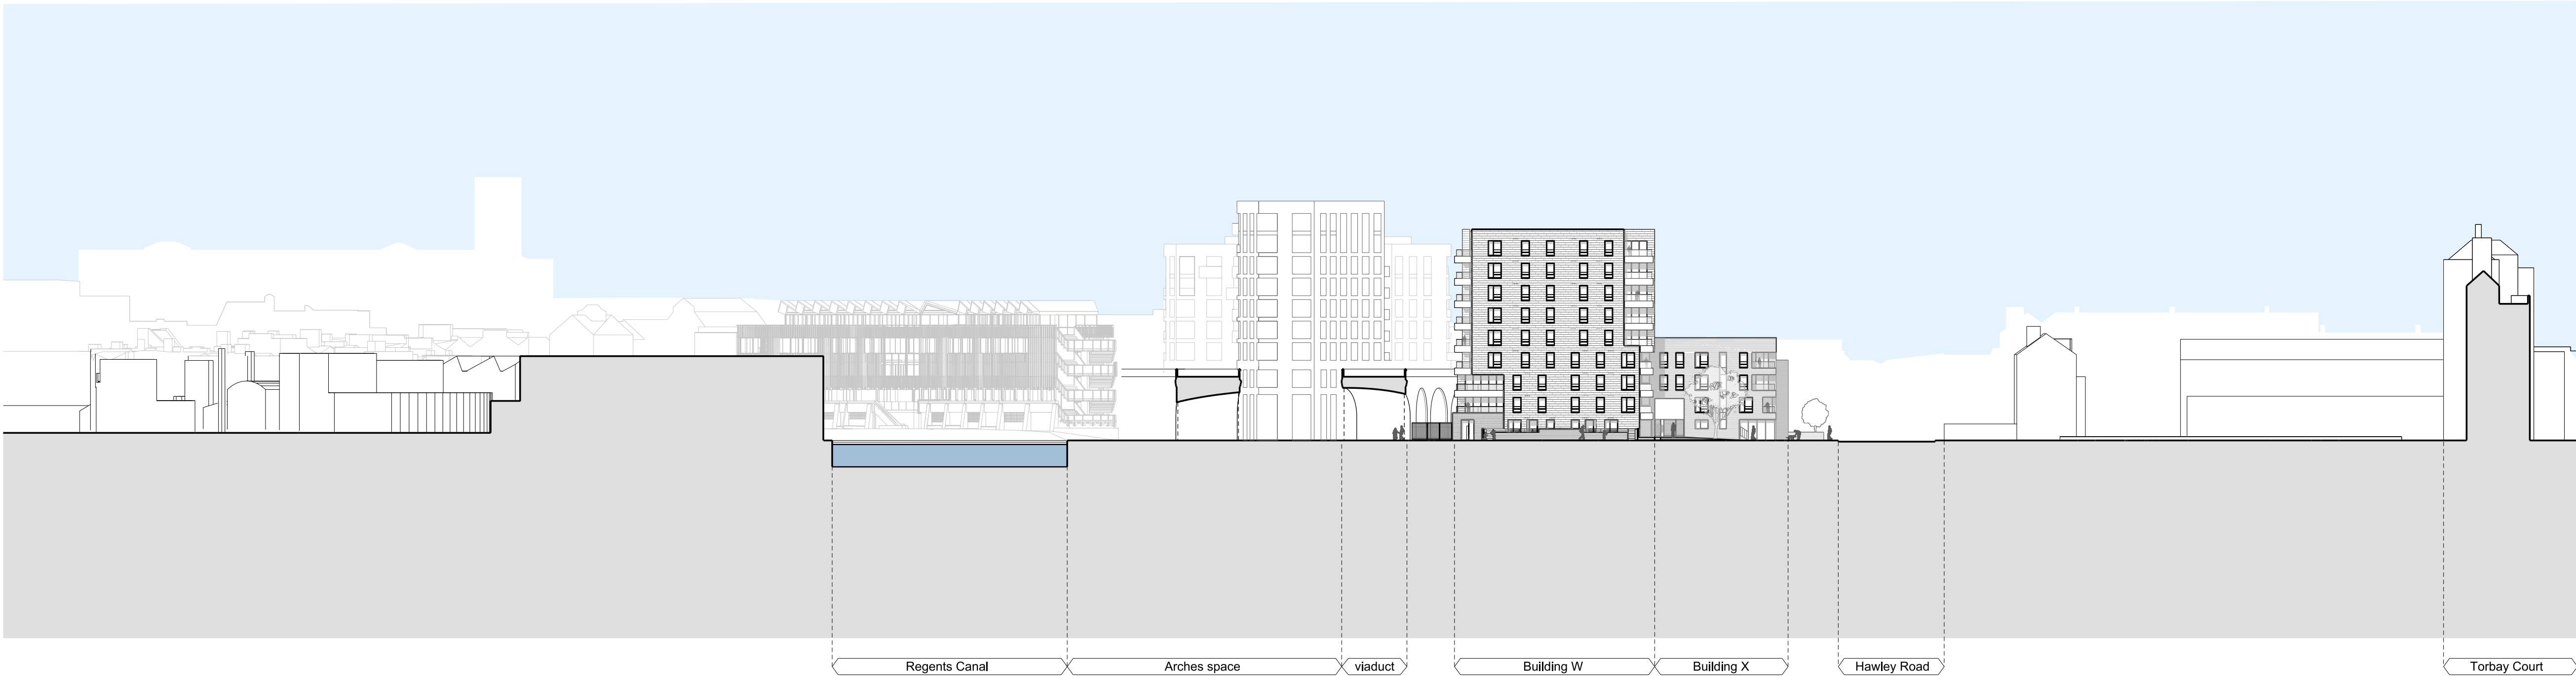 Regents Canal
Arches space
viaduct
Building W
Building X
Hawley Road
Torbay Court